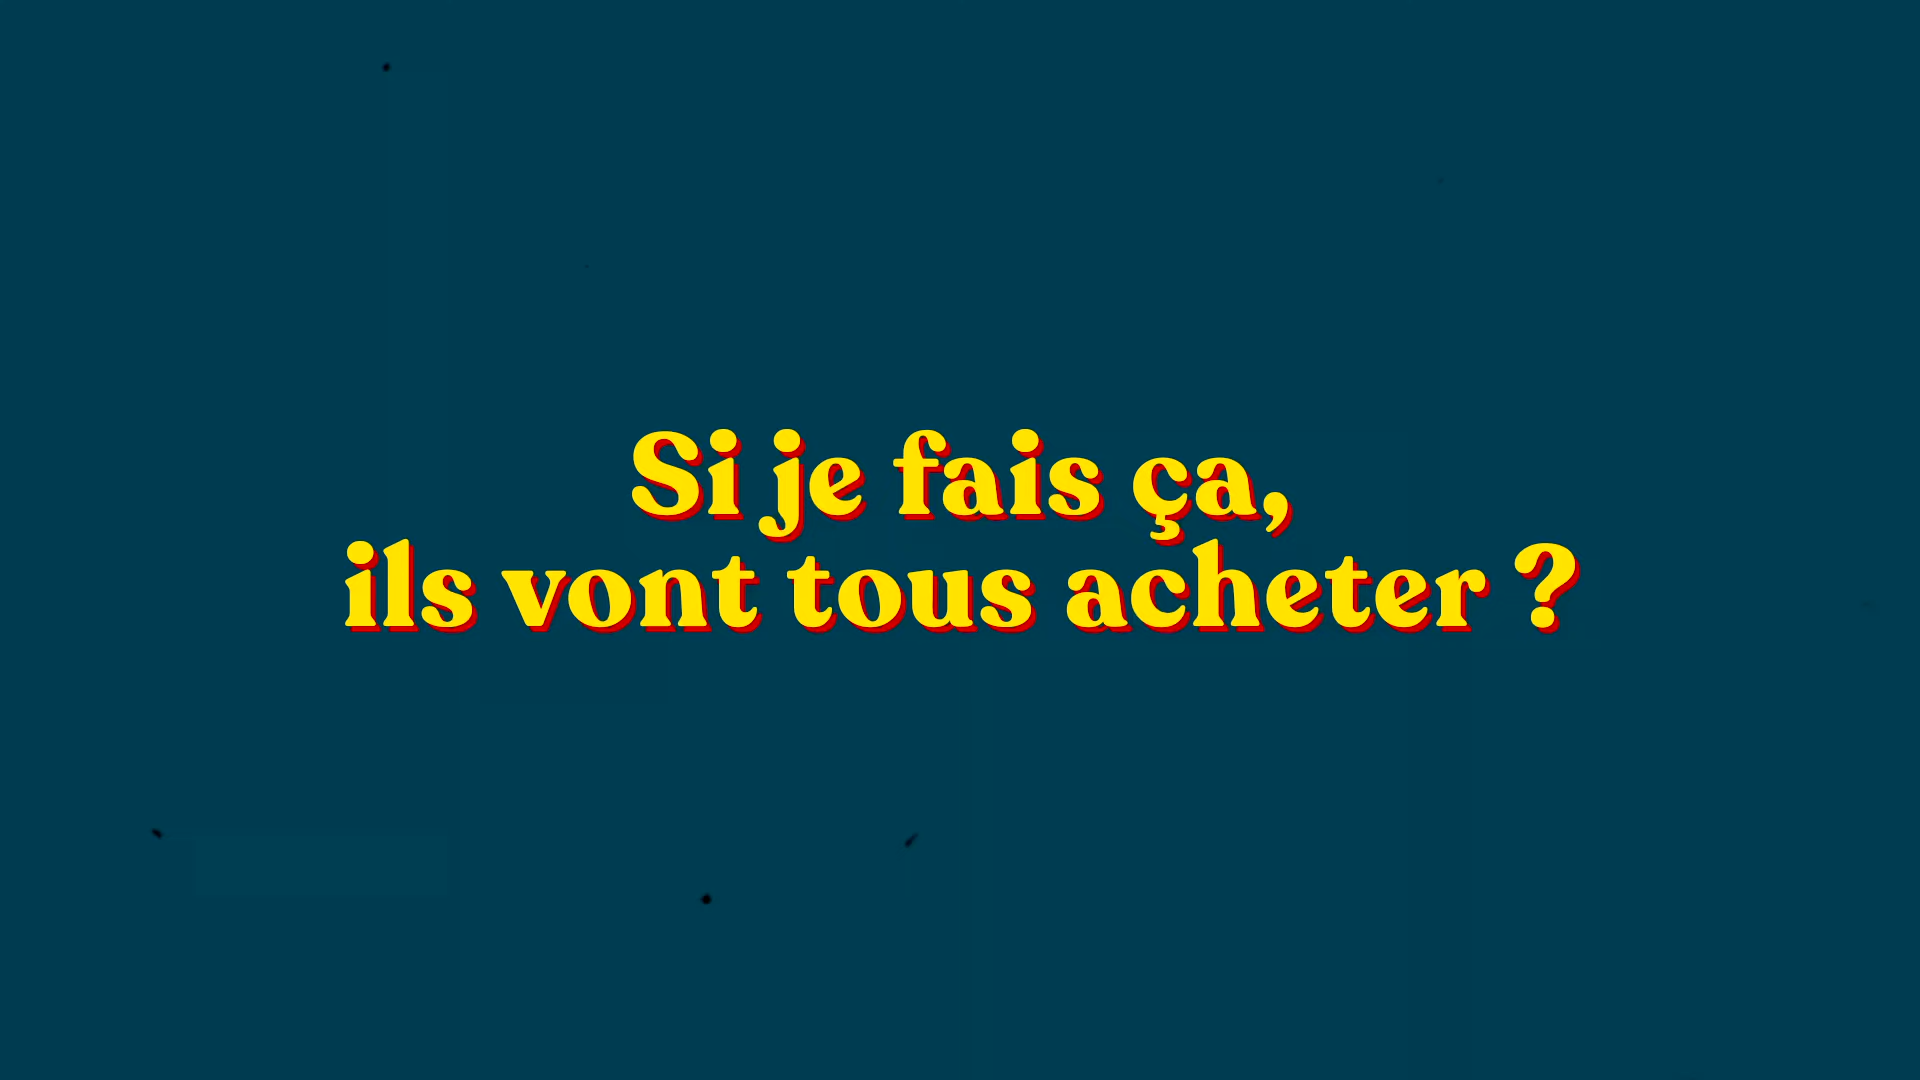 Si je fais ça,
ils vont tous acheter ?